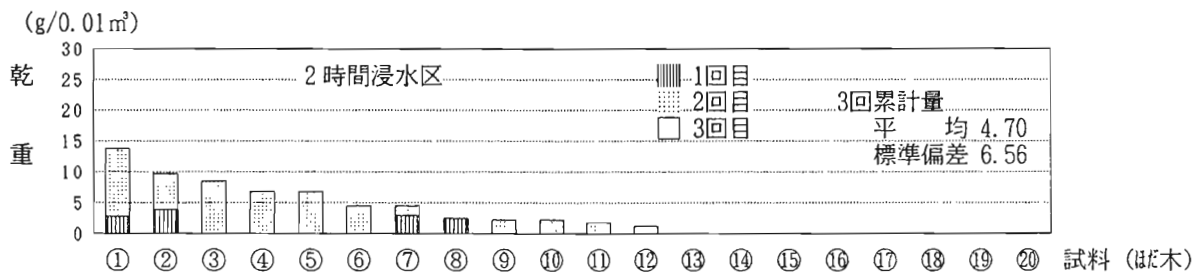 (g/0.01㎥)
乾重
30
25
20
15
10
5
0
2時間浸水区
1回目
2回目
3回目
3回累計量
平　均 4.70
標準偏差 6.56
① ② ③ ④ ⑤ ⑥ ⑦ ⑧ ⑨ ⑩ ⑪ ⑫ ⑬ ⑭ ⑮ ⑯ ⑰ ⑱ ⑲ ⑳ 試料 (ほだ木)